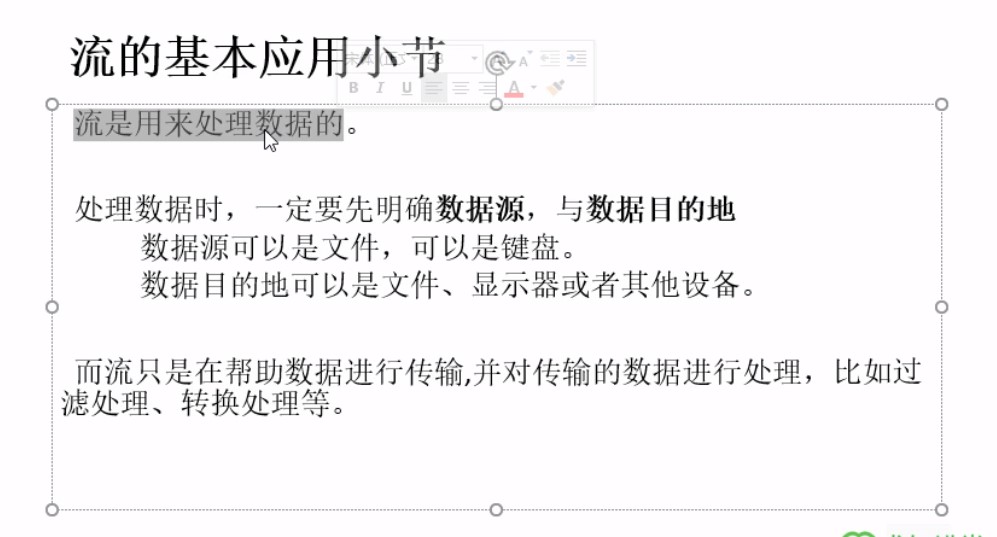 流的基本应用小节
B I U A
流是用来处理数据的。
处理数据时，一定要先明确数据源，与数据目的地
数据源可以是文件，可以是键盘。
数据目的地可以是文件、显示器或者其他设备。
而流只是在帮助数据进行传输,并对传输的数据进行处理，比如过
滤处理、转换处理等。